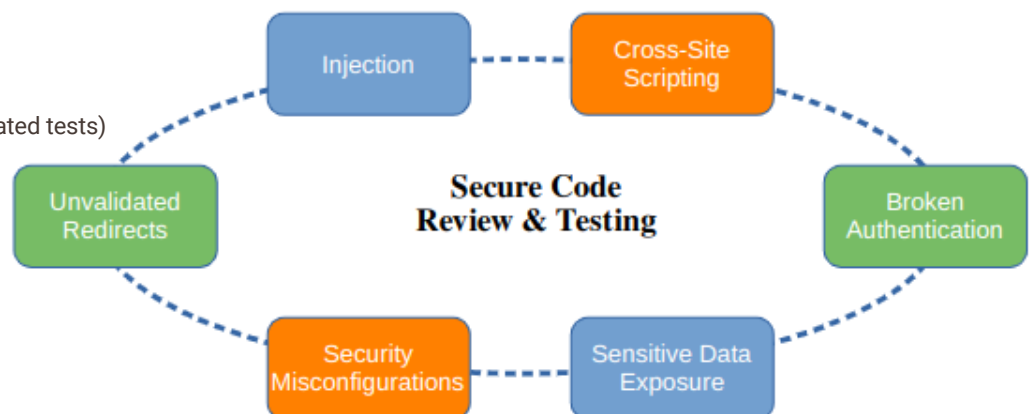 Injection
Cross-Site
Scripting
ated tests)
Unvalidated
Redirects
Secure Code
Review & Testing
Broken
Authentication
Security
Misconfigurations
Sensitive Data
Exposure